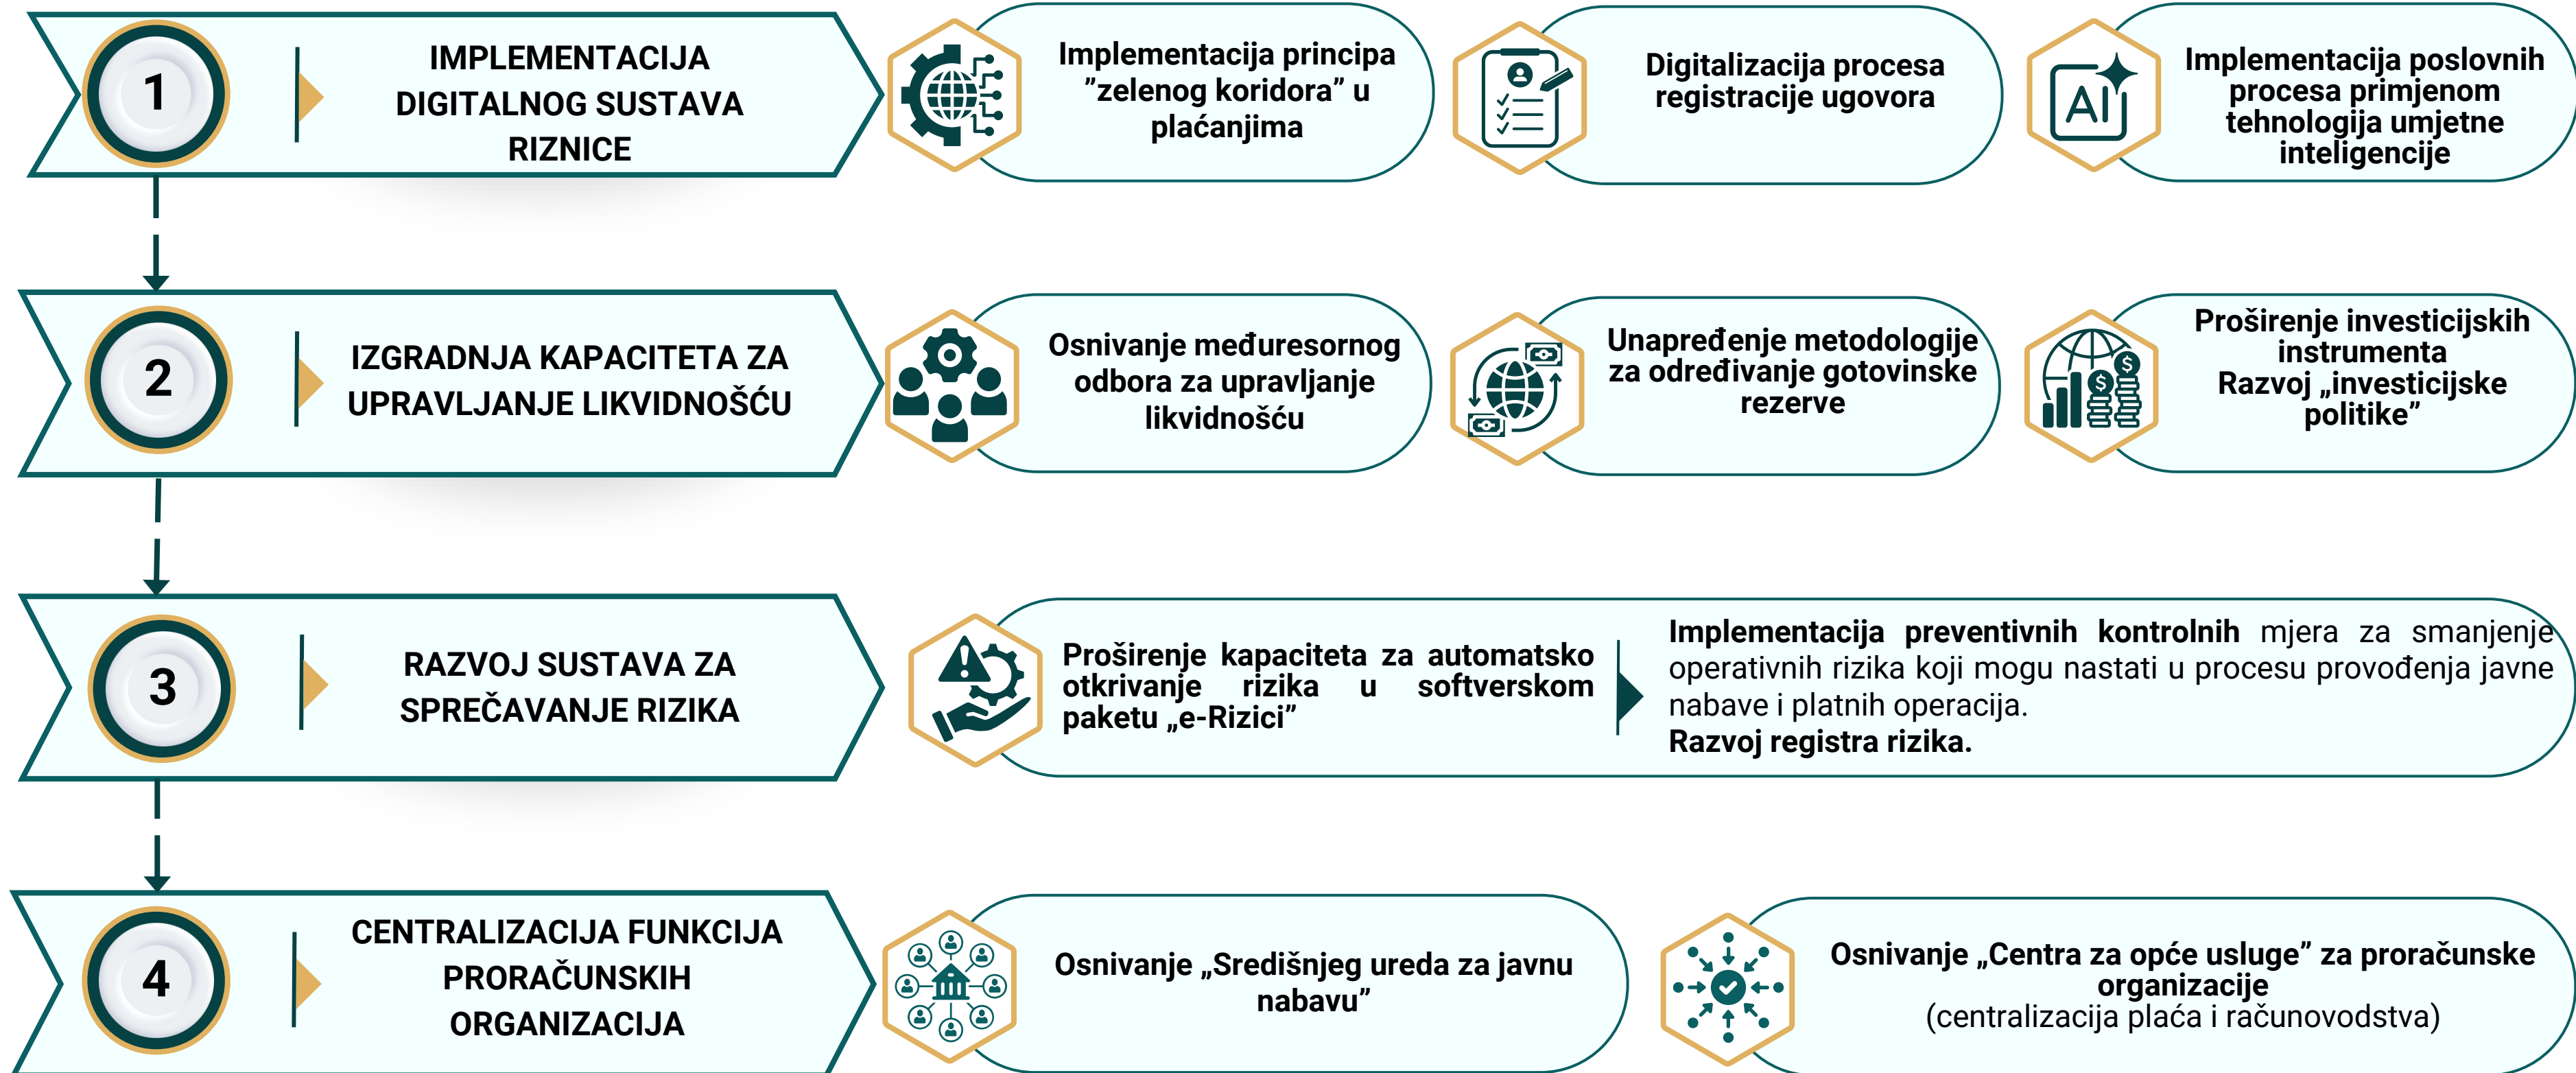 1
IMPLEMENTACIJA
DIGITALNOG SUSTAVA
RIZNICE
Implementacija principa
”zelenog koridora” u
plaćanjima
Digitalizacija procesa
registracije ugovora
AI
Implementacija poslovnih
procesa primjenom
tehnologija umjetne
inteligencije
2
IZGRADNJA KAPACITETA ZA
UPRAVLJANJE LIKVIDNOŠĆU
Osnivanje međuresornog
odbora za upravljanje
likvidnošću
Unapređenje metodologije
za određivanje gotovinske
rezerve
$
$
Proširenje investicijskih
instrumenta
Razvoj „investicijske
politike”
3
RAZVOJ SUSTAVA ZA
SPREČAVANJE RIZIKA
Proširenje kapaciteta za automatsko
otkrivanje rizika u softverskom
paketu „e-Rizici”
Implementacija preventivnih kontrolnih mjera za smanjenje
operativnih rizika koji mogu nastati u procesu provođenja javne
nabave i platnih operacija.
Razvoj registra rizika.
4
CENTRALIZACIJA FUNKCIJA
PRORAČUNSKIH
ORGANIZACIJA
Osnivanje „Središnjeg ureda za javnu
nabavu”
Osnivanje „Centra za opće usluge” za proračunske
organizacije
(centralizacija plaća i računovodstva)